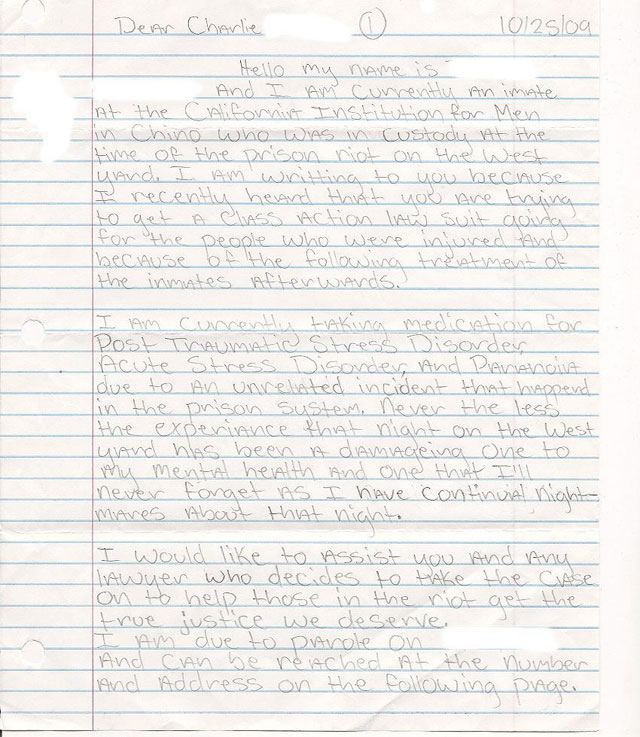 Dear Charlie ① 10/25/09
Hello my name is
And I Am Currently An imate
At the CAliforniA Institution for Men
in Chino who wAs in custody At the
time of the prison riot on the West
yArd. I Am writting to you because
I recently heArd that you Are trying
to get A ClAss Action lAw suit going
for the people who were injured And
becAuse of the following treAtment of
the inmAtes AfterwArds.
I Am currently tAking medicAtion for
Post TrAumAtic Stress Disorder,
Acute Stress Disorder, And PArAnoiA
due to An unrelAted incident that hAppend
in the prison system. Never the less
the experiAnce that night on the West
yArd hAs been A dAmAgeing one to
my mentAl heAlth And one thAt I'll
never forget As I hAve continuAl night-
mAres About thAt night.
I would like to Assist you And Any
lAwyer who decides to tAke the CAse
on to help those in the riot get the
true justice we deserve.
I Am due to pArole on
And CAn be reAched At the number
And Address on the following pAge.